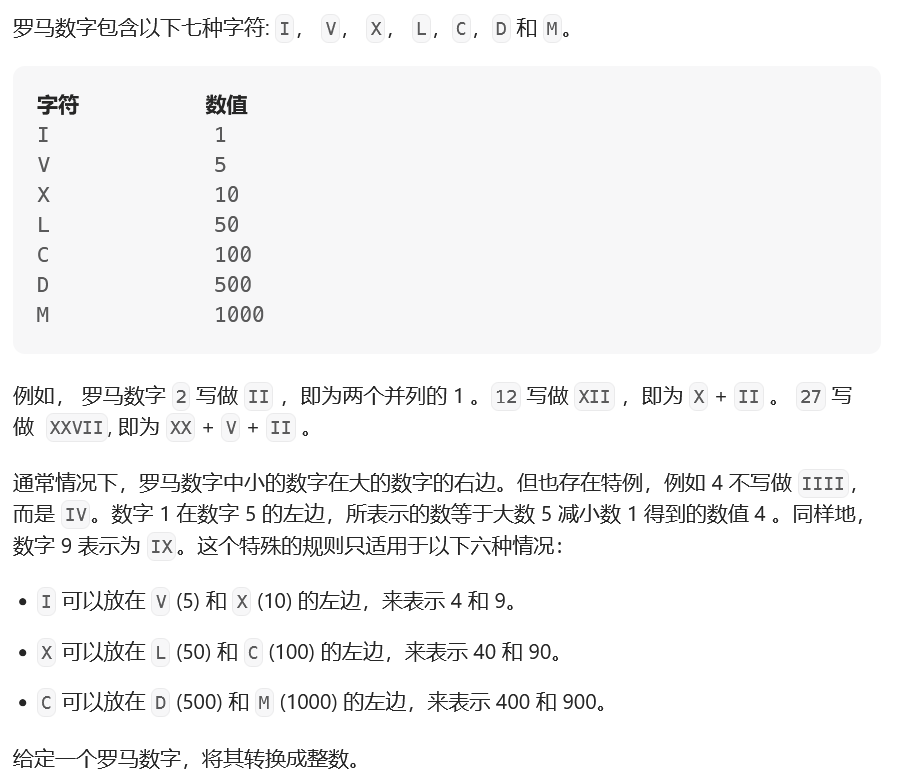 罗马数字包含以下七种字符: I， V， X， L，C，D 和 M。
字符          数值
I             1
V             5
X             10
L             50
C             100
D             500
M             1000
例如， 罗马数字 2 写做 II ，即为两个并列的 1 。12 写做 XII ，即为 X + II 。 27 写
做  XXVII, 即为 XX + V + II 。
通常情况下，罗马数字中小的数字在大的数字的右边。但也存在特例，例如 4 不写做 IIII，
而是 IV。数字 1 在数字 5 的左边，所表示的数等于大数 5 减小数 1 得到的数值 4 。同样地，
数字 9 表示为 IX。这个特殊的规则只适用于以下六种情况：
• I 可以放在 V (5) 和 X (10) 的左边，来表示 4 和 9。
• X 可以放在 L (50) 和 C (100) 的左边，来表示 40 和 90。
• C 可以放在 D (500) 和 M (1000) 的左边，来表示 400 和 900。
给定一个罗马数字，将其转换成整数。